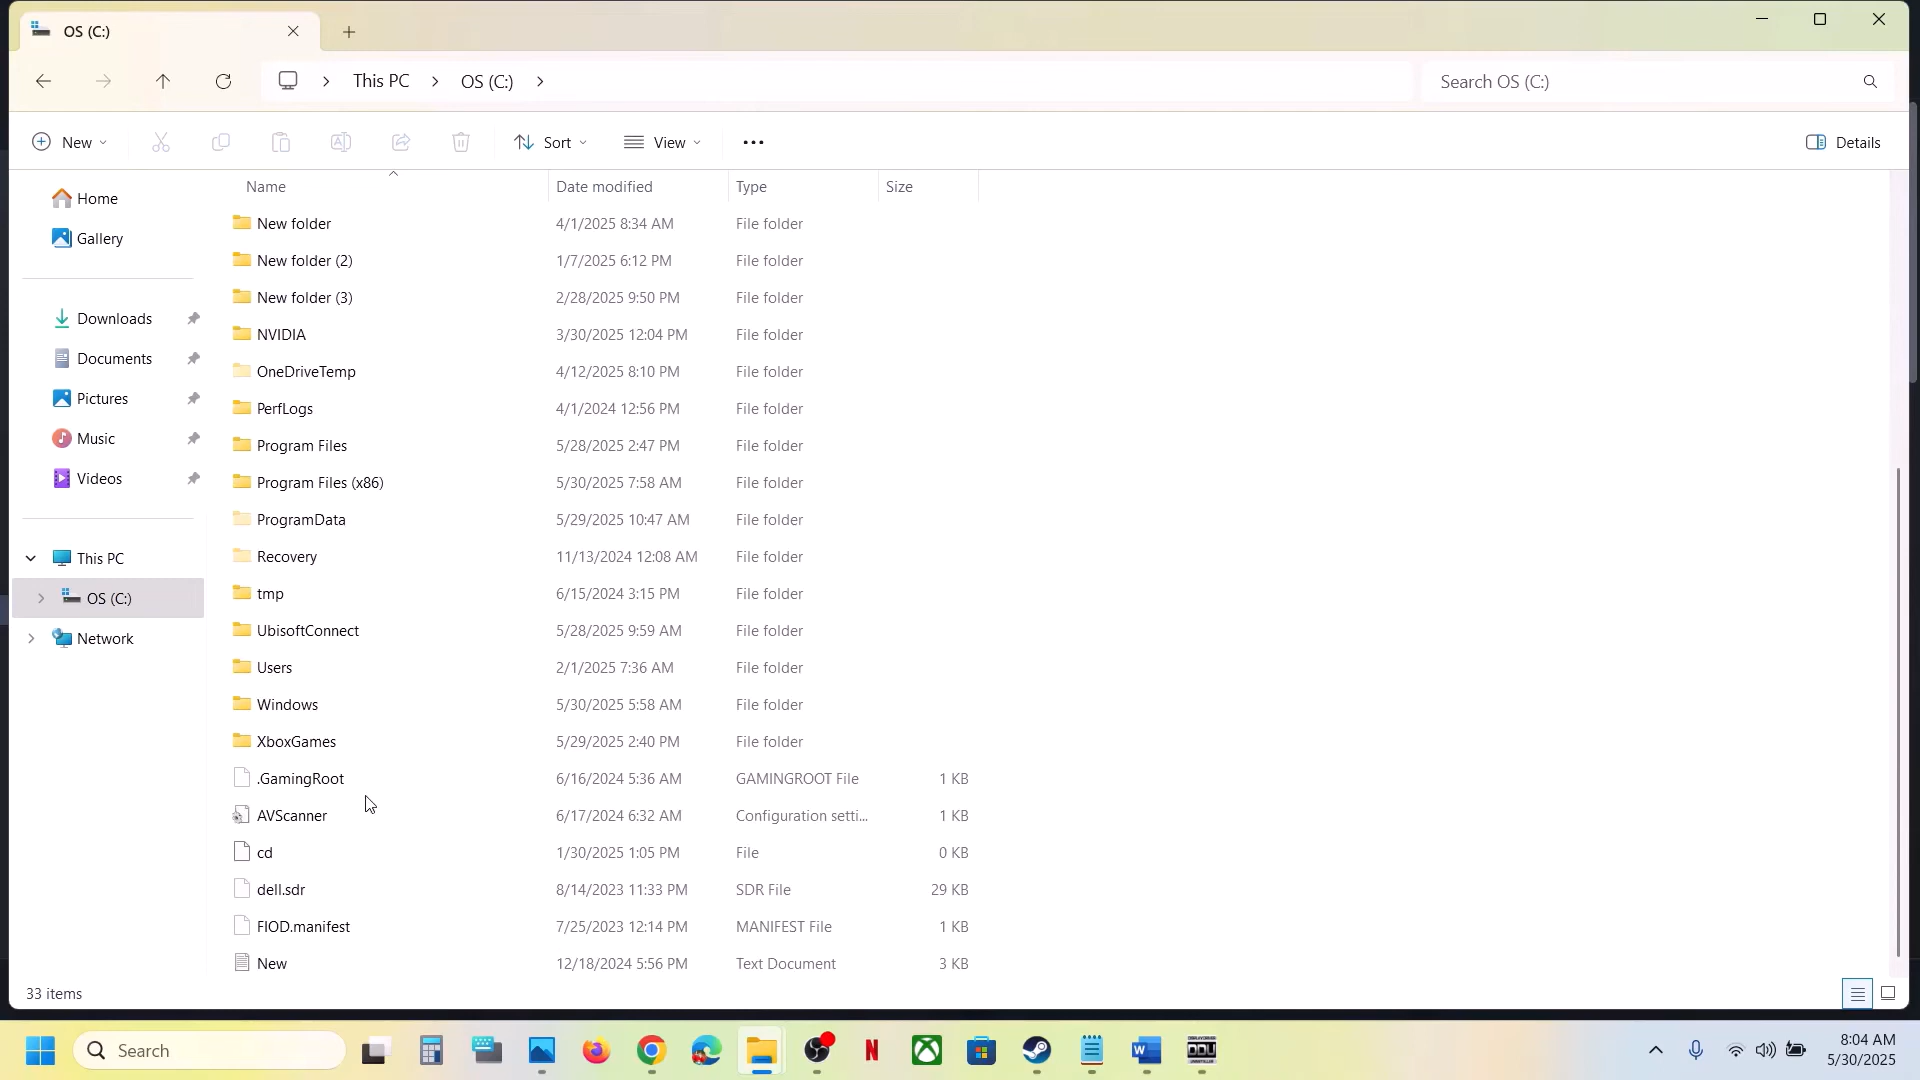 OS (C:)
This PC
OS (C:)
Search OS (C:)
New
Sort
View
Details
Name
Date modified
Type
Size
Home
Gallery
Downloads
Documents
Pictures
Music
Videos
This PC
OS (C:)
Network
New folder 4/1/2025 8:34 AM File folder
New folder (2) 1/7/2025 6:12 PM File folder
New folder (3) 2/28/2025 9:50 PM File folder
NVIDIA 3/30/2025 12:04 PM File folder
OneDriveTemp 4/12/2025 8:10 PM File folder
PerfLogs 4/1/2024 12:56 PM File folder
Program Files 5/28/2025 2:47 PM File folder
Program Files (x86) 5/30/2025 7:58 AM File folder
ProgramData 5/29/2025 10:47 AM File folder
Recovery 11/13/2024 12:08 AM File folder
tmp 6/15/2024 3:15 PM File folder
UbisoftConnect 5/28/2025 9:59 AM File folder
Users 2/1/2025 7:36 AM File folder
Windows 5/30/2025 5:58 AM File folder
XboxGames 5/29/2025 2:40 PM File folder
.GamingRoot 6/16/2024 5:36 AM GAMINGROOT File 1 KB
AVScanner 6/17/2024 6:32 AM Configuration setti... 1 KB
cd 1/30/2025 1:05 PM File 0 KB
dell.sdr 8/14/2023 11:33 PM SDR File 29 KB
FIOD.manifest 7/25/2023 12:14 PM MANIFEST File 1 KB
New 12/18/2024 5:56 PM Text Document 3 KB
33 items
Search
DDU
8:04 AM
5/30/2025